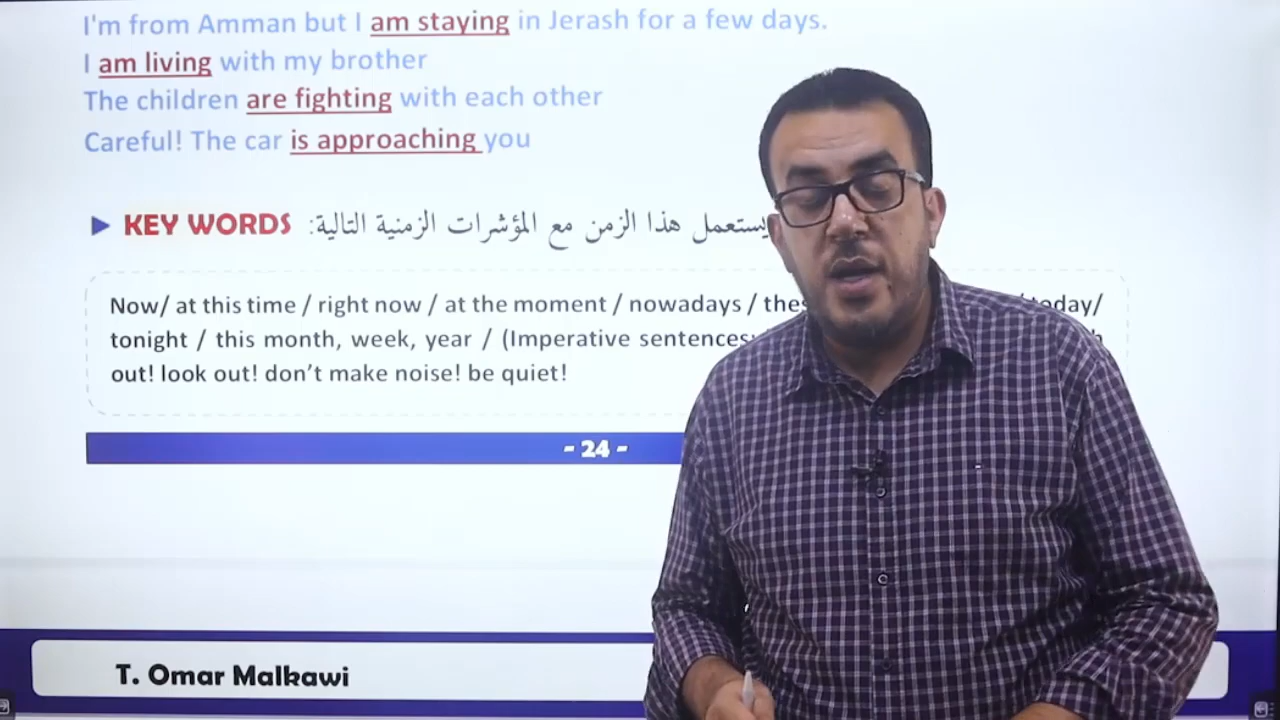 I'm from Amman but I am staying in Jerash for a few days.
I am living with my brother
The children are fighting with each other
Careful! The car is approaching you
KEY WORDS يستعمل هذا الزمن مع المؤشرات الزمنية التالية:
Now/ at this time / right now / at the moment / nowadays / today/
tonight / this month, week, year / (Imperative sentences:
out! look out! don't make noise! be quiet!
- 24 -
T. Omar Malkawi